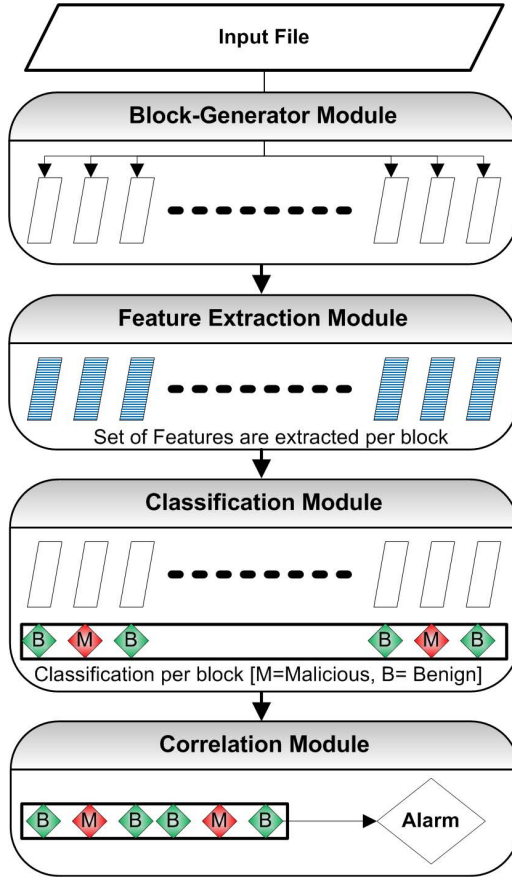 Input File
Block-Generator Module
Feature Extraction Module
Set of Features are extracted per block
Classification Module
B M B B M B
Classification per block [M=Malicious, B= Benign]
Correlation Module
B M B B M B Alarm